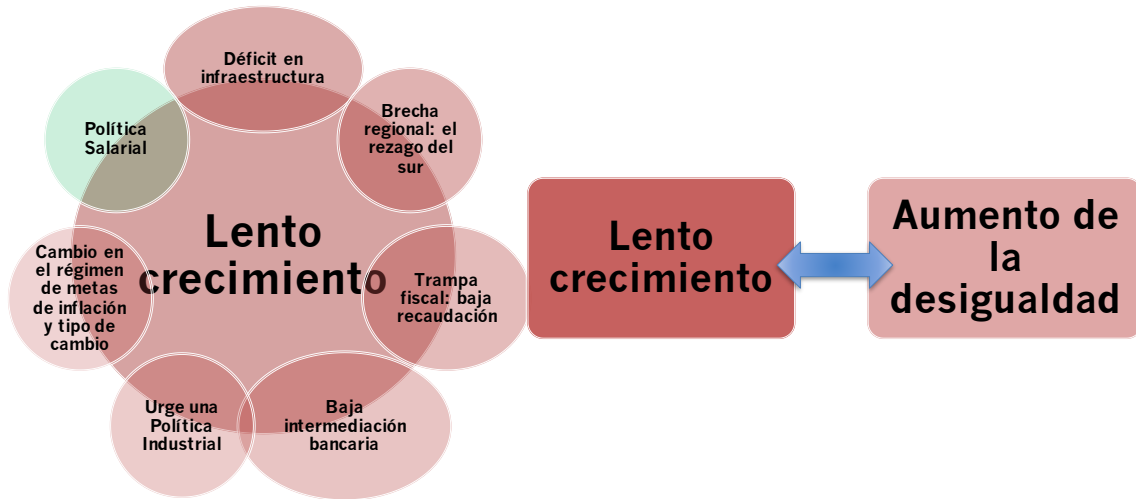 Déficit en
infraestructura
Brecha
regional: el
rezago del
sur
Trampa
fiscal: baja
recaudación
Baja
intermediación
bancaria
Urge una
Política
Industrial
Cambio en
el régimen
de metas
de inflación
y tipo de
cambio
Política
Salarial
Lento
crecimiento
Lento
crecimiento
Aumento de
la
desigualdad